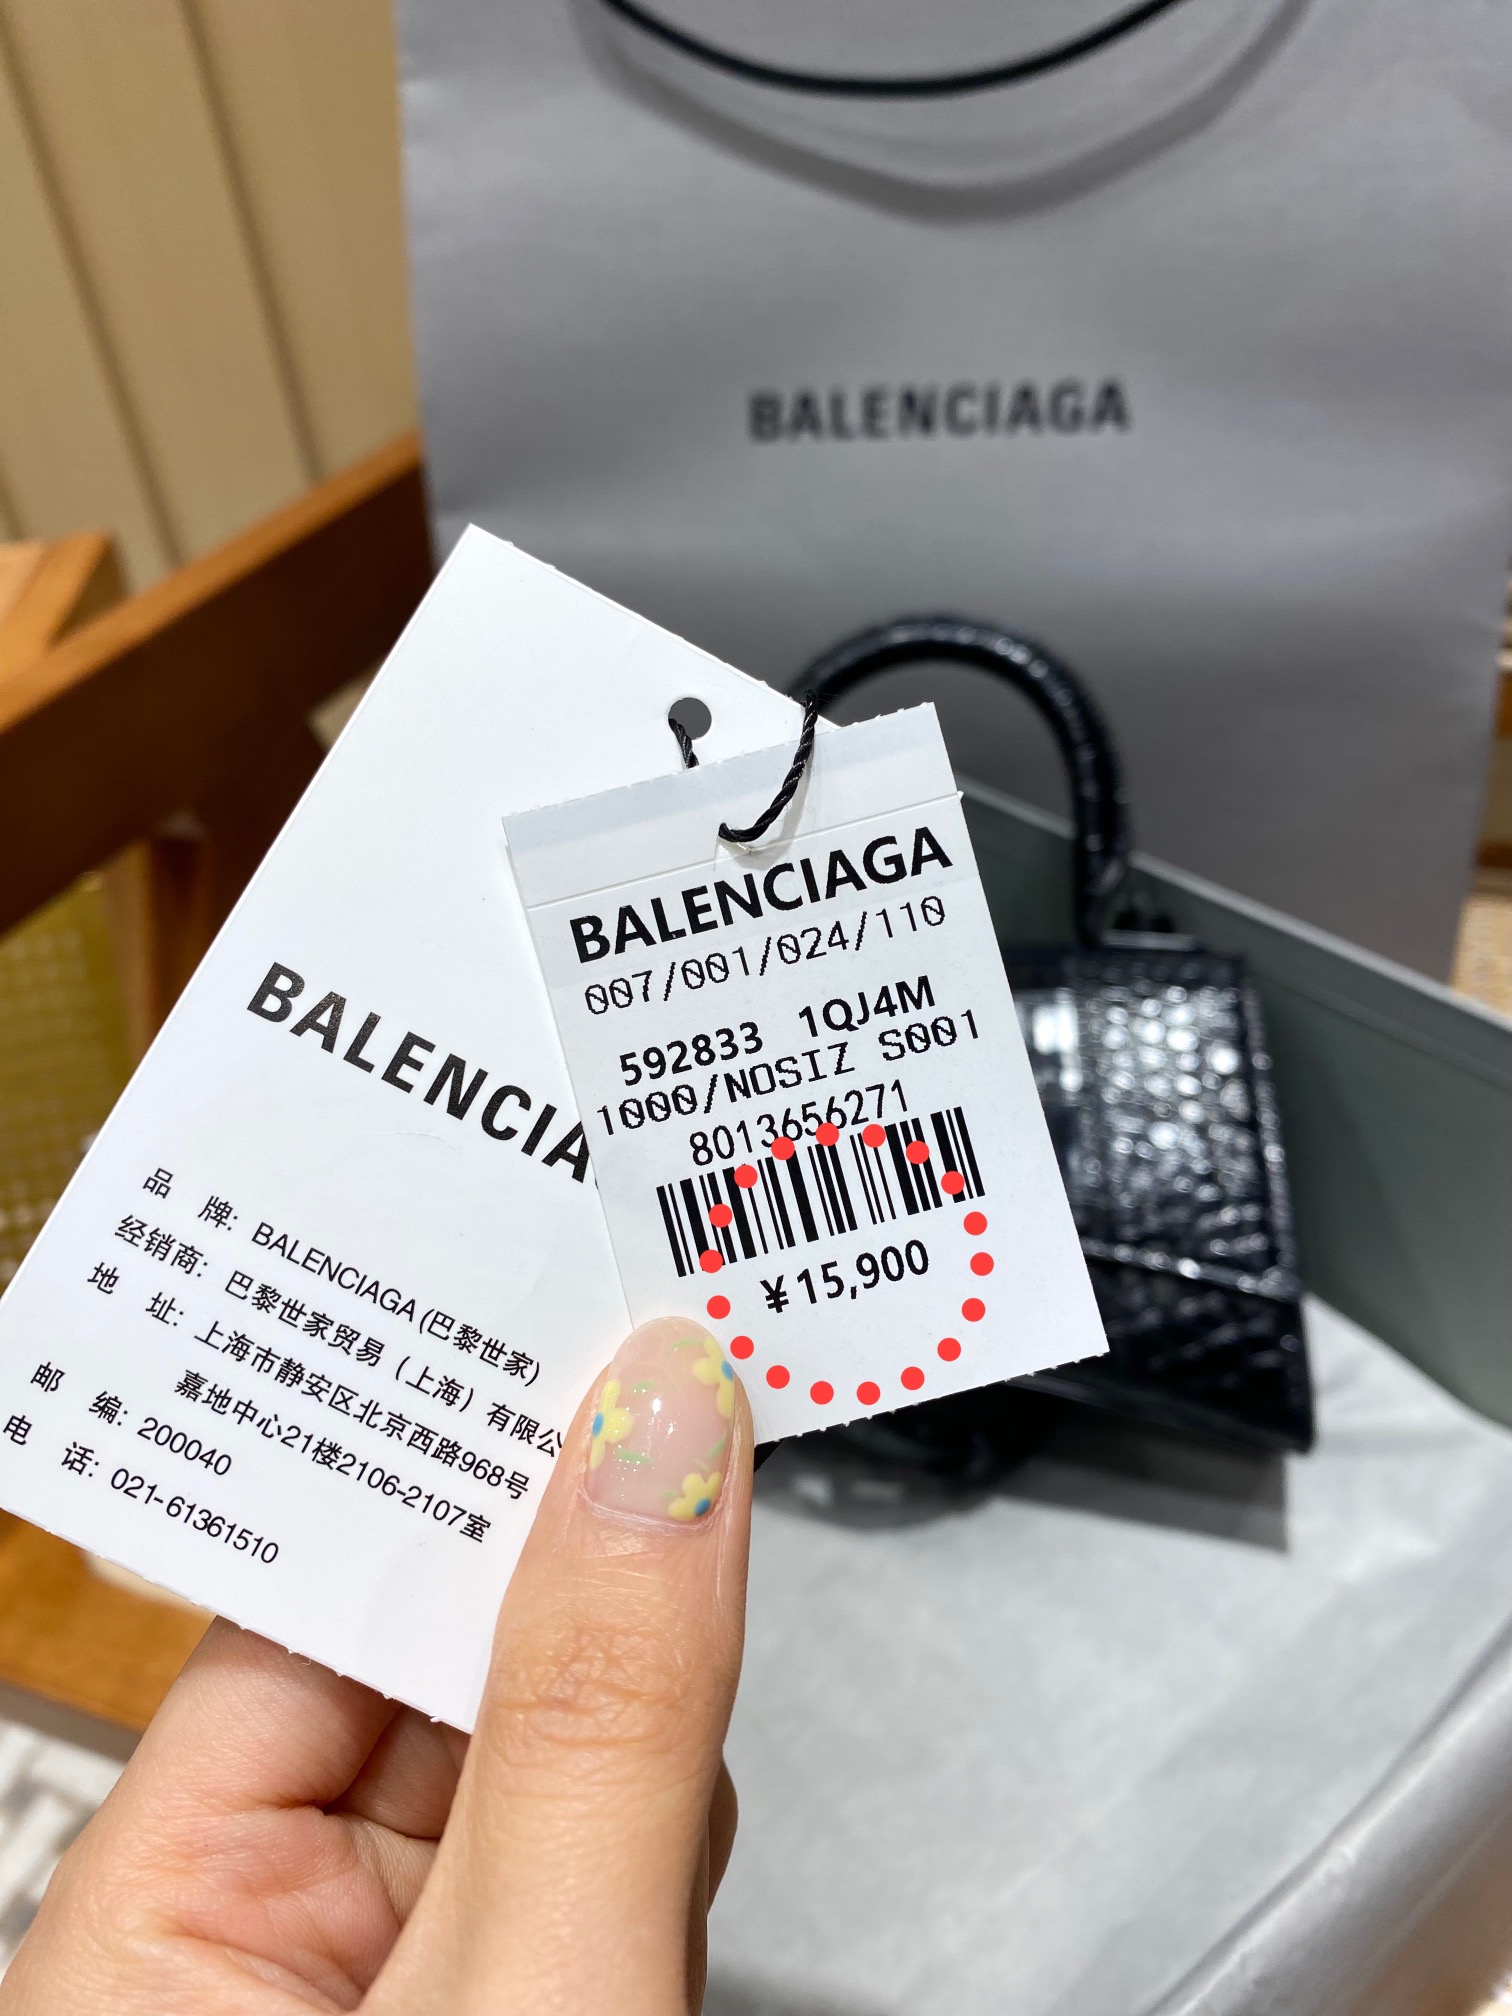 BALENCIAGA
BALENCIAGA
007/001/024/110
592833 1QJ4M
1000/NOSIZ S001
8013656271
¥15,900
BALENCIA
品 牌: BALENCIAGA (巴黎世家)
经销商: 巴黎世家贸易（上海）有限公
地 址: 上海市静安区北京西路968号
嘉地中心21楼2106-2107室
邮 编: 200040
电 话: 021-61361510